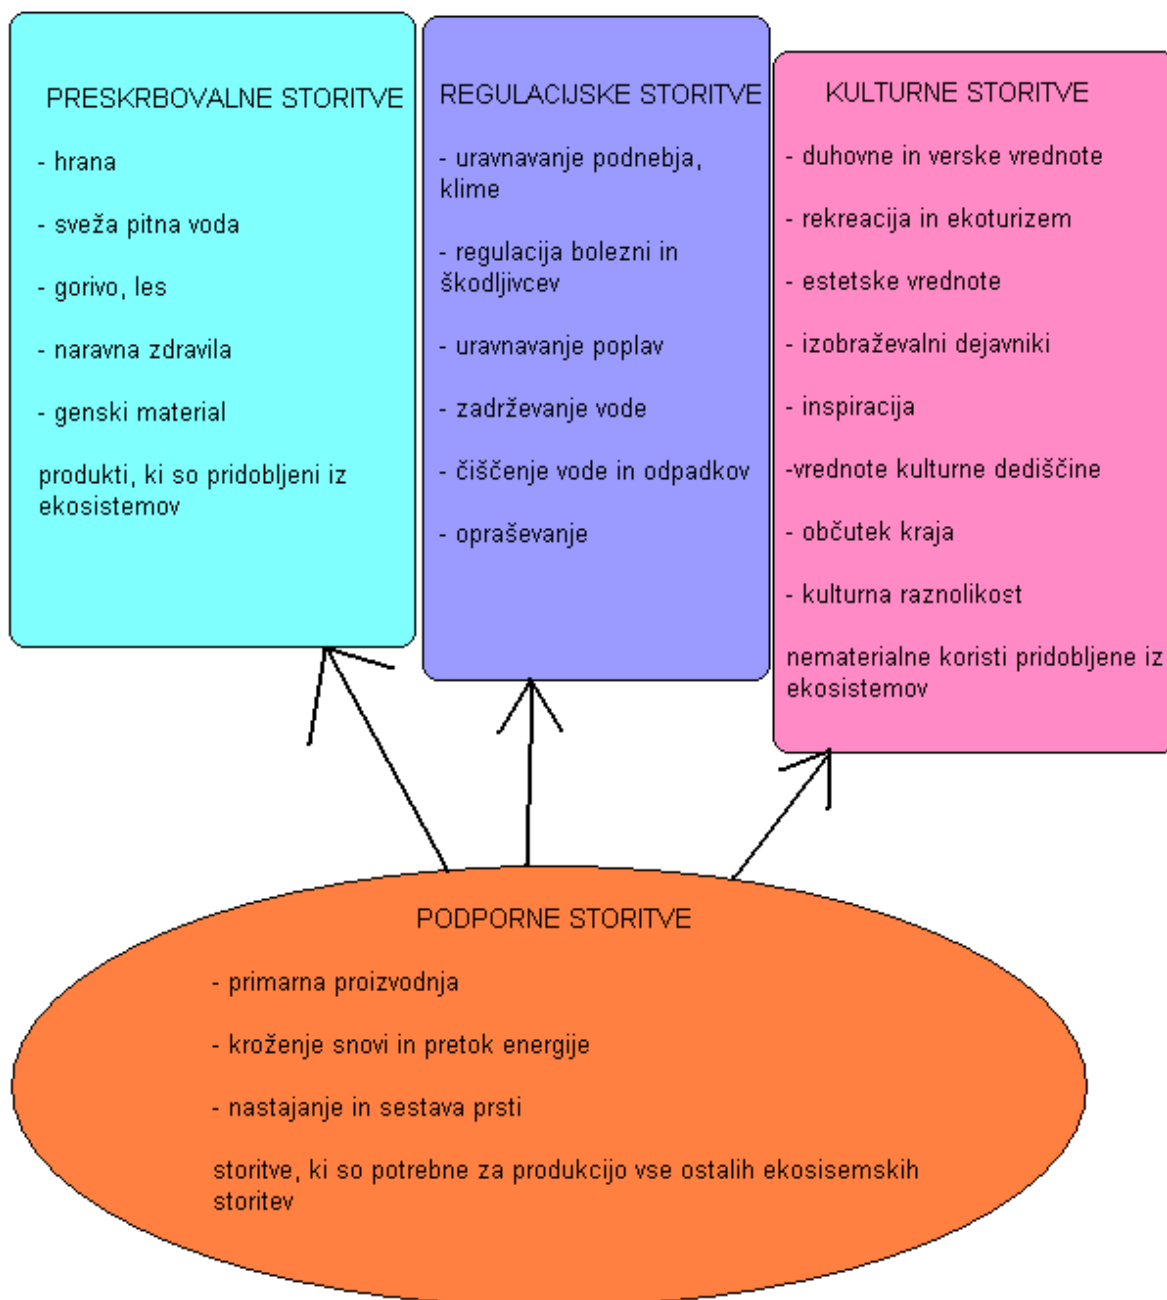 PRESKRBOVALNE STORITVE
- hrana
- sveža pitna voda
- gorivo, les
- naravna zdravila
- genski material
produkti, ki so pridobljeni iz
ekosistemov
REGULACIJSKE STORITVE
- uravnavanje podnebja,
klime
- regulacija bolezni in
škodljivcev
- uravnavanje poplav
- zadrževanje vode
- čiščenje vode in odpadkov
- opraševanje
KULTURNE STORITVE
- duhovne in verske vrednote
- rekreacija in ekoturizem
- estetske vrednote
- izobraževalni dejavniki
- inspiracija
-vrednote kulturne dediščine
- občutek kraja
- kulturna raznolikost
nematerialne koristi pridobljene iz
ekosistemov
PODPORNE STORITVE
- primarna proizvodnja
- kroženje snovi in pretok energije
- nastajanje in sestava prsti
storitve, ki so potrebne za produkcijo vse ostalih ekosisemskih
storitev